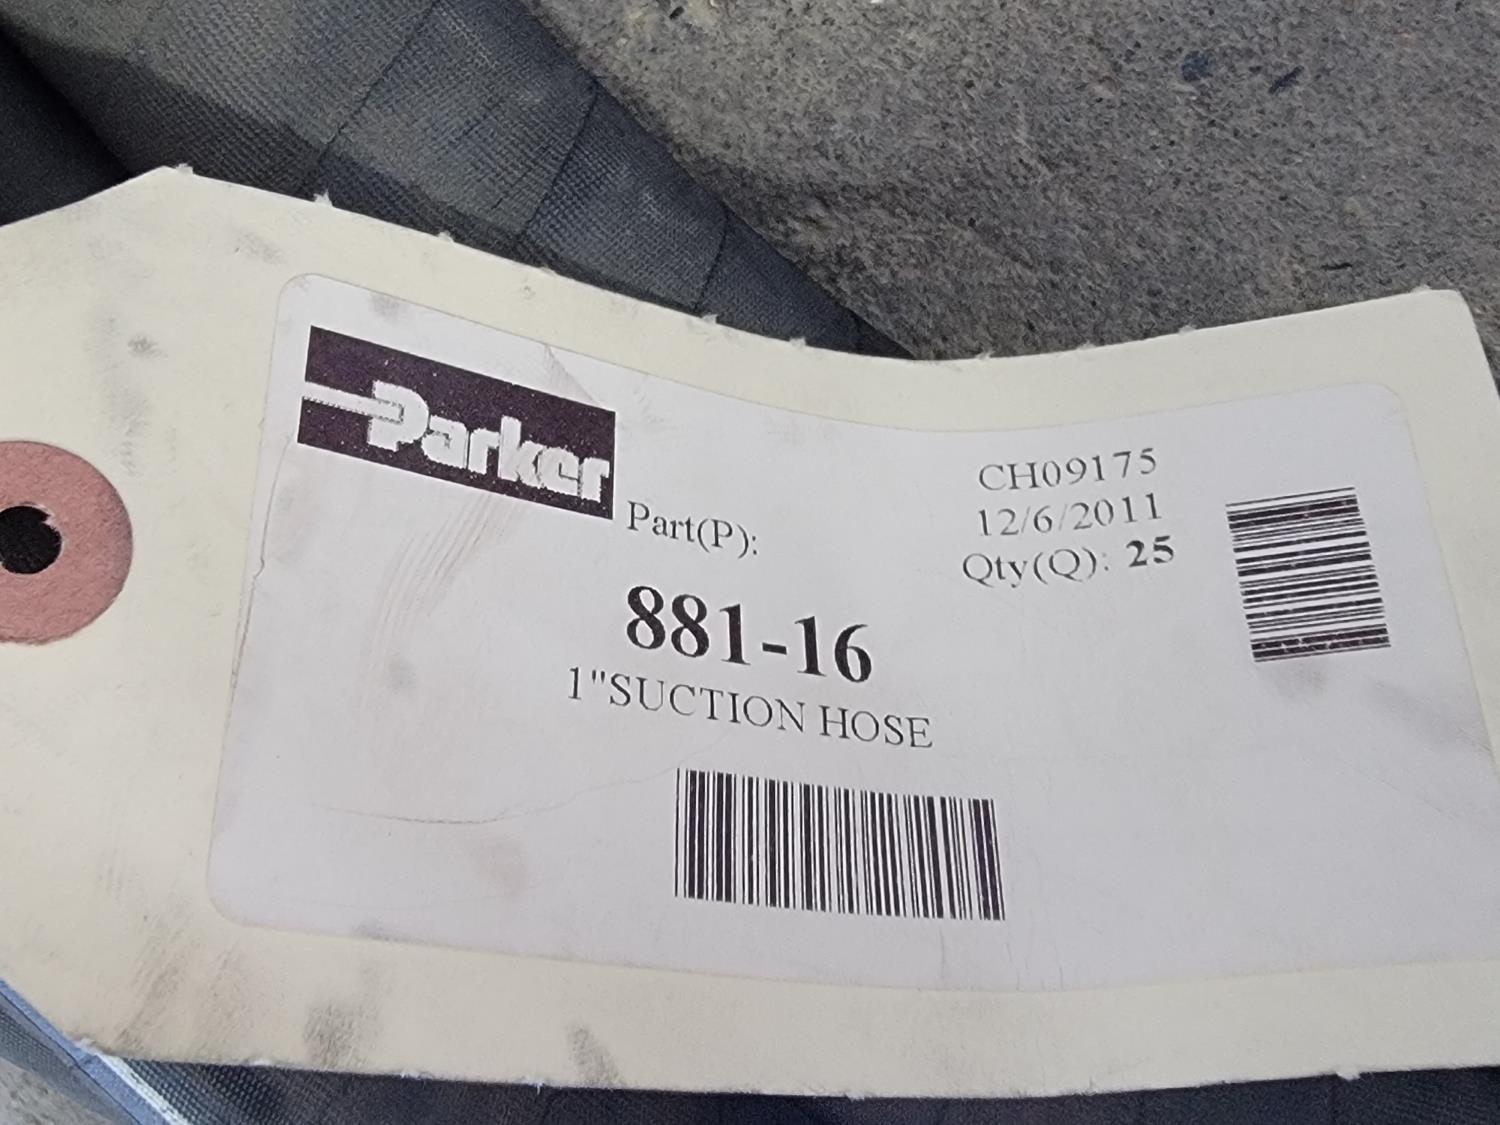 Parker
Part(P):
CH09175
12/6/2011
Qty(Q): 25
881-16
1"SUCTION HOSE